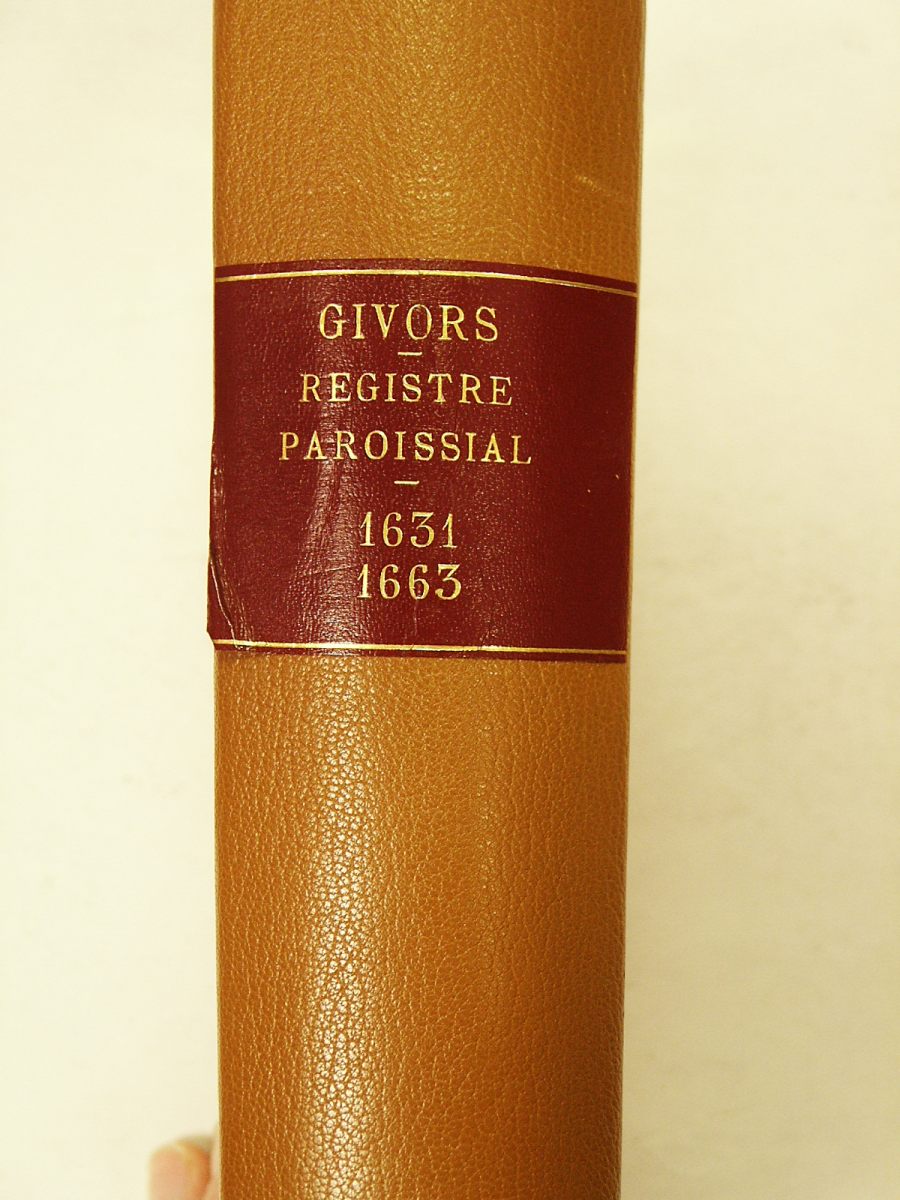 GIVORS
—
REGISTRE
PAROISSIAL
—
1631
1663